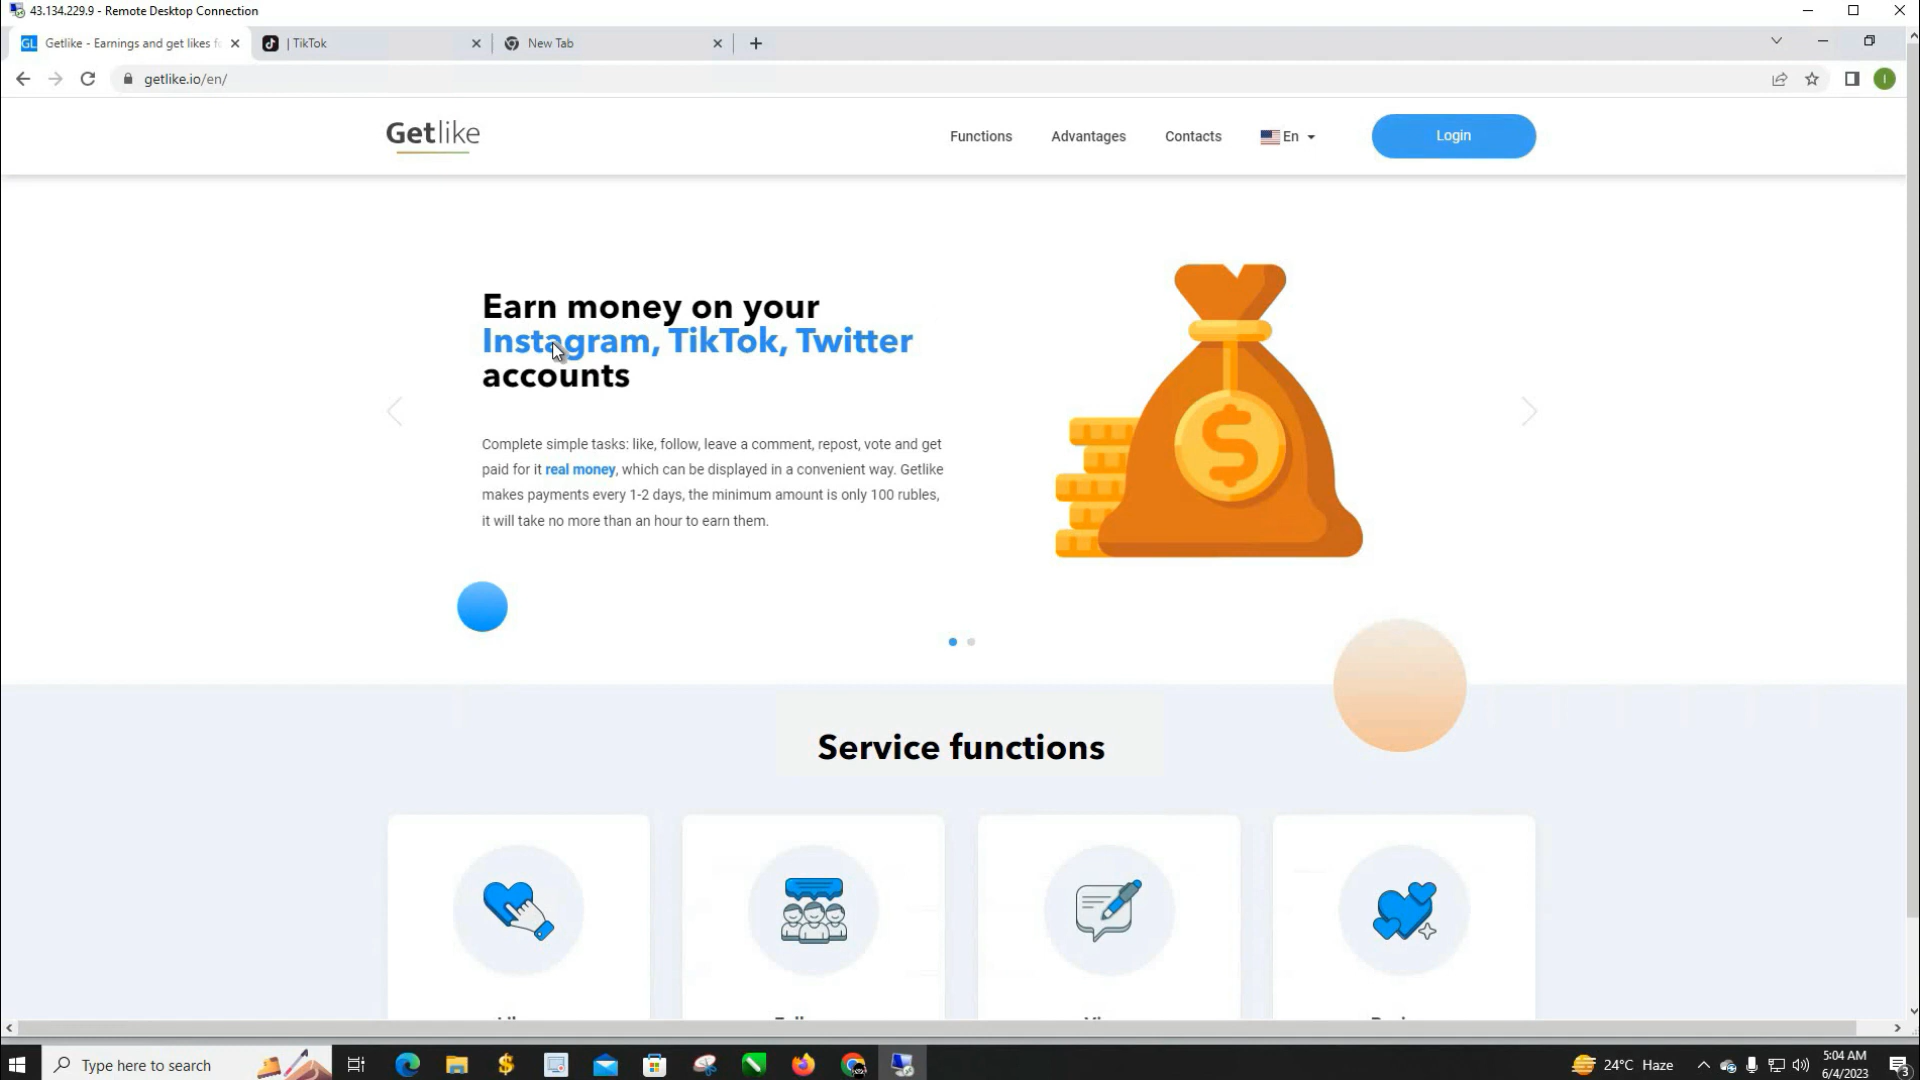 43.134.229.9 - Remote Desktop Connection
GL Getlike - Earnings and get likes f
| TikTok
New Tab
getlike.io/en/
I
Getlike
Functions
Advantages
Contacts
En
Login
Earn money on your
Instagram, TikTok, Twitter
accounts
Complete simple tasks: like, follow, leave a comment, repost, vote and get
paid for it real money, which can be displayed in a convenient way. Getlike
makes payments every 1-2 days, the minimum amount is only 100 rubles,
it will take no more than an hour to earn them.
Service functions
Type here to search
24°C Haze
5:04 AM
6/4/2023
3